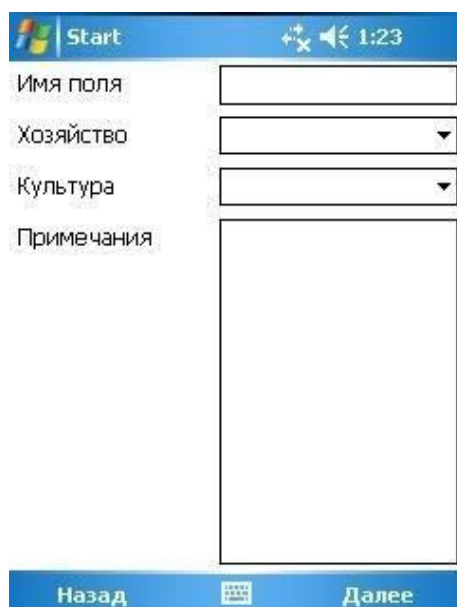 Start 1:23
Имя поля
Хозяйство
Культура
Примечания
Назад Далее